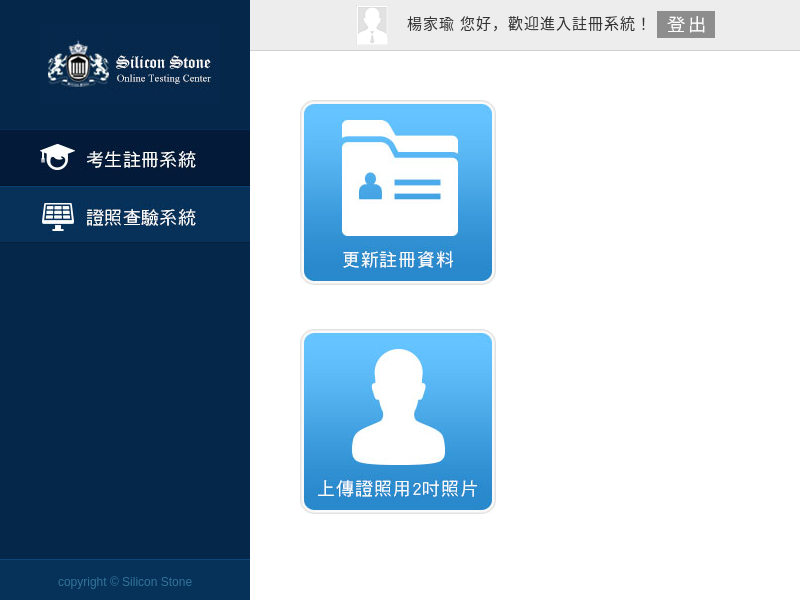 Silicon Stone
Online Testing Center
考生註冊系統
證照查驗系統
copyright © Silicon Stone
楊家瑜 您好，歡迎進入註冊系統！ 登出
更新註冊資料
上傳證照用2吋照片